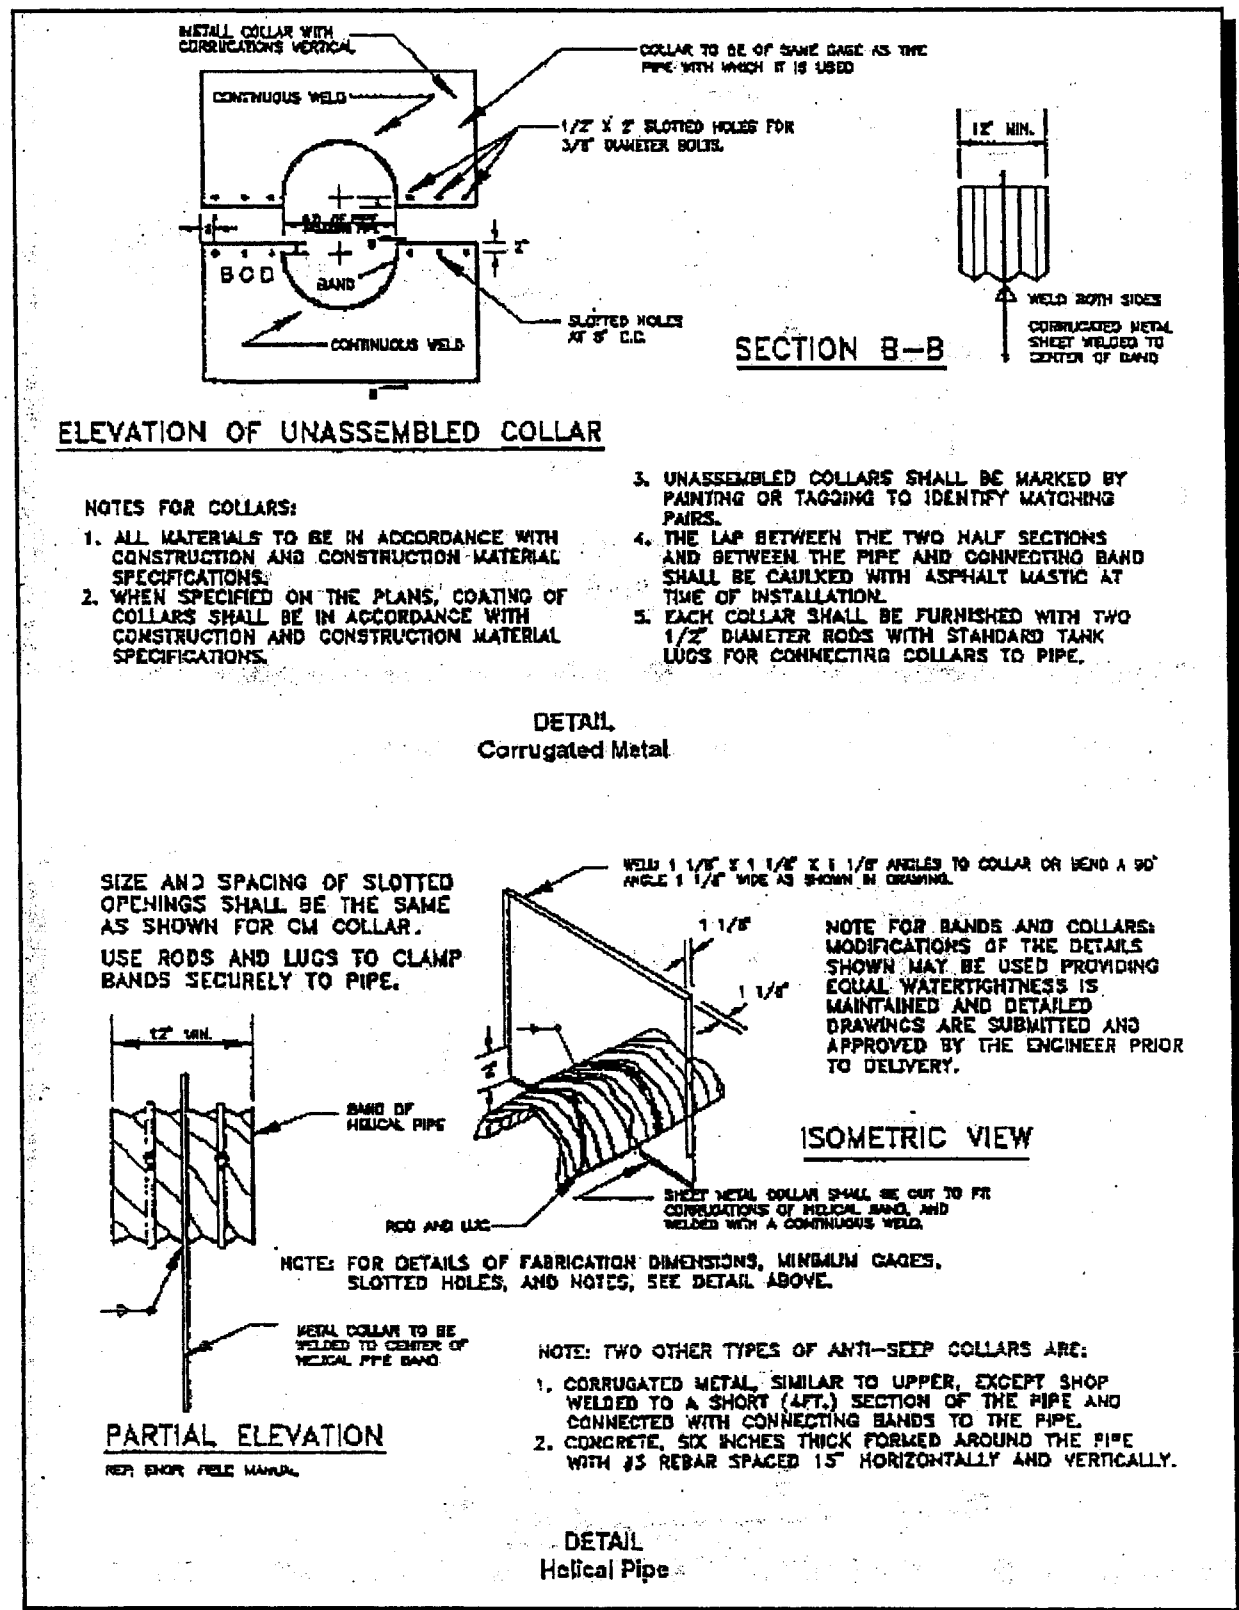 INSTALL COLLAR WITH
CORRUGATIONS VERTICAL
COLLAR TO BE OF SAME GAGE AS THE
PIPE WITH WHICH IT IS USED
CONTINUOUS WELD
1/2" X 2" SLOTTED HOLES FOR
3/8" DIAMETER BOLTS.
12" MIN.
O.D. OF PIPE
2"
B
BAND
SLOTTED HOLES
AT 8" C.C.
CONTINUOUS WELD
B
WELD BOTH SIDES
CORRUGATED METAL
SHEET WELDED TO
CENTER OF BAND
SECTION B-B
ELEVATION OF UNASSEMBLED COLLAR
NOTES FOR COLLARS:
1. ALL MATERIALS TO BE IN ACCORDANCE WITH
CONSTRUCTION AND CONSTRUCTION MATERIAL
SPECIFICATIONS.
2. WHEN SPECIFIED ON THE PLANS, COATING OF
COLLARS SHALL BE IN ACCORDANCE WITH
CONSTRUCTION AND CONSTRUCTION MATERIAL
SPECIFICATIONS.
3. UNASSEMBLED COLLARS SHALL BE MARKED BY
PAINTING OR TAGGING TO IDENTIFY MATCHING
PAIRS.
4. THE LAP BETWEEN THE TWO HALF SECTIONS
AND BETWEEN THE PIPE AND CONNECTING BAND
SHALL BE CAULKED WITH ASPHALT MASTIC AT
TIME OF INSTALLATION.
5. EACH COLLAR SHALL BE FURNISHED WITH TWO
1/2" DIAMETER RODS WITH STANDARD TANK
LUGS FOR CONNECTING COLLARS TO PIPE.
DETAIL
Corrugated Metal
SIZE AND SPACING OF SLOTTED
OPENINGS SHALL BE THE SAME
AS SHOWN FOR CM COLLAR.
USE RODS AND LUGS TO CLAMP
BANDS SECURELY TO PIPE.
WELD 1 1/8" X 1 1/8" X 1 1/8" ANGLES TO COLLAR OR BEND A 90°
ANGLE 1 1/8" WIDE AS SHOWN IN DRAWING.
1 1/8"
1 1/8"
NOTE FOR BANDS AND COLLARS:
MODIFICATIONS OF THE DETAILS
SHOWN MAY BE USED PROVIDING
EQUAL WATERTIGHTNESS IS
MAINTAINED AND DETAILED
DRAWINGS ARE SUBMITTED AND
APPROVED BY THE ENGINEER PRIOR
TO DELIVERY.
12" MIN.
BAND OF
HELICAL PIPE
ISOMETRIC VIEW
ROD AND LUG
SHEET METAL COLLAR SHALL BE CUT TO FIT
CORRUGATIONS OF HELICAL BAND, AND
WELDED WITH A CONTINUOUS WELD.
NOTE: FOR DETAILS OF FABRICATION DIMENSIONS, MINIMUM GAGES,
SLOTTED HOLES, AND NOTES, SEE DETAIL ABOVE.
METAL COLLAR TO BE
WELDED TO CENTER OF
HELICAL PIPE BAND
PARTIAL ELEVATION
REF: ENGR. FIELD MANUAL
NOTE: TWO OTHER TYPES OF ANTI-SEEP COLLARS ARE:
1. CORRUGATED METAL, SIMILAR TO UPPER, EXCEPT SHOP
WELDED TO A SHORT (4FT.) SECTION OF THE PIPE AND
CONNECTED WITH CONNECTING BANDS TO THE PIPE.
2. CONCRETE, SIX INCHES THICK FORMED AROUND THE PIPE
WITH #3 REBAR SPACED 15" HORIZONTALLY AND VERTICALLY.
DETAIL
Helical Pipe